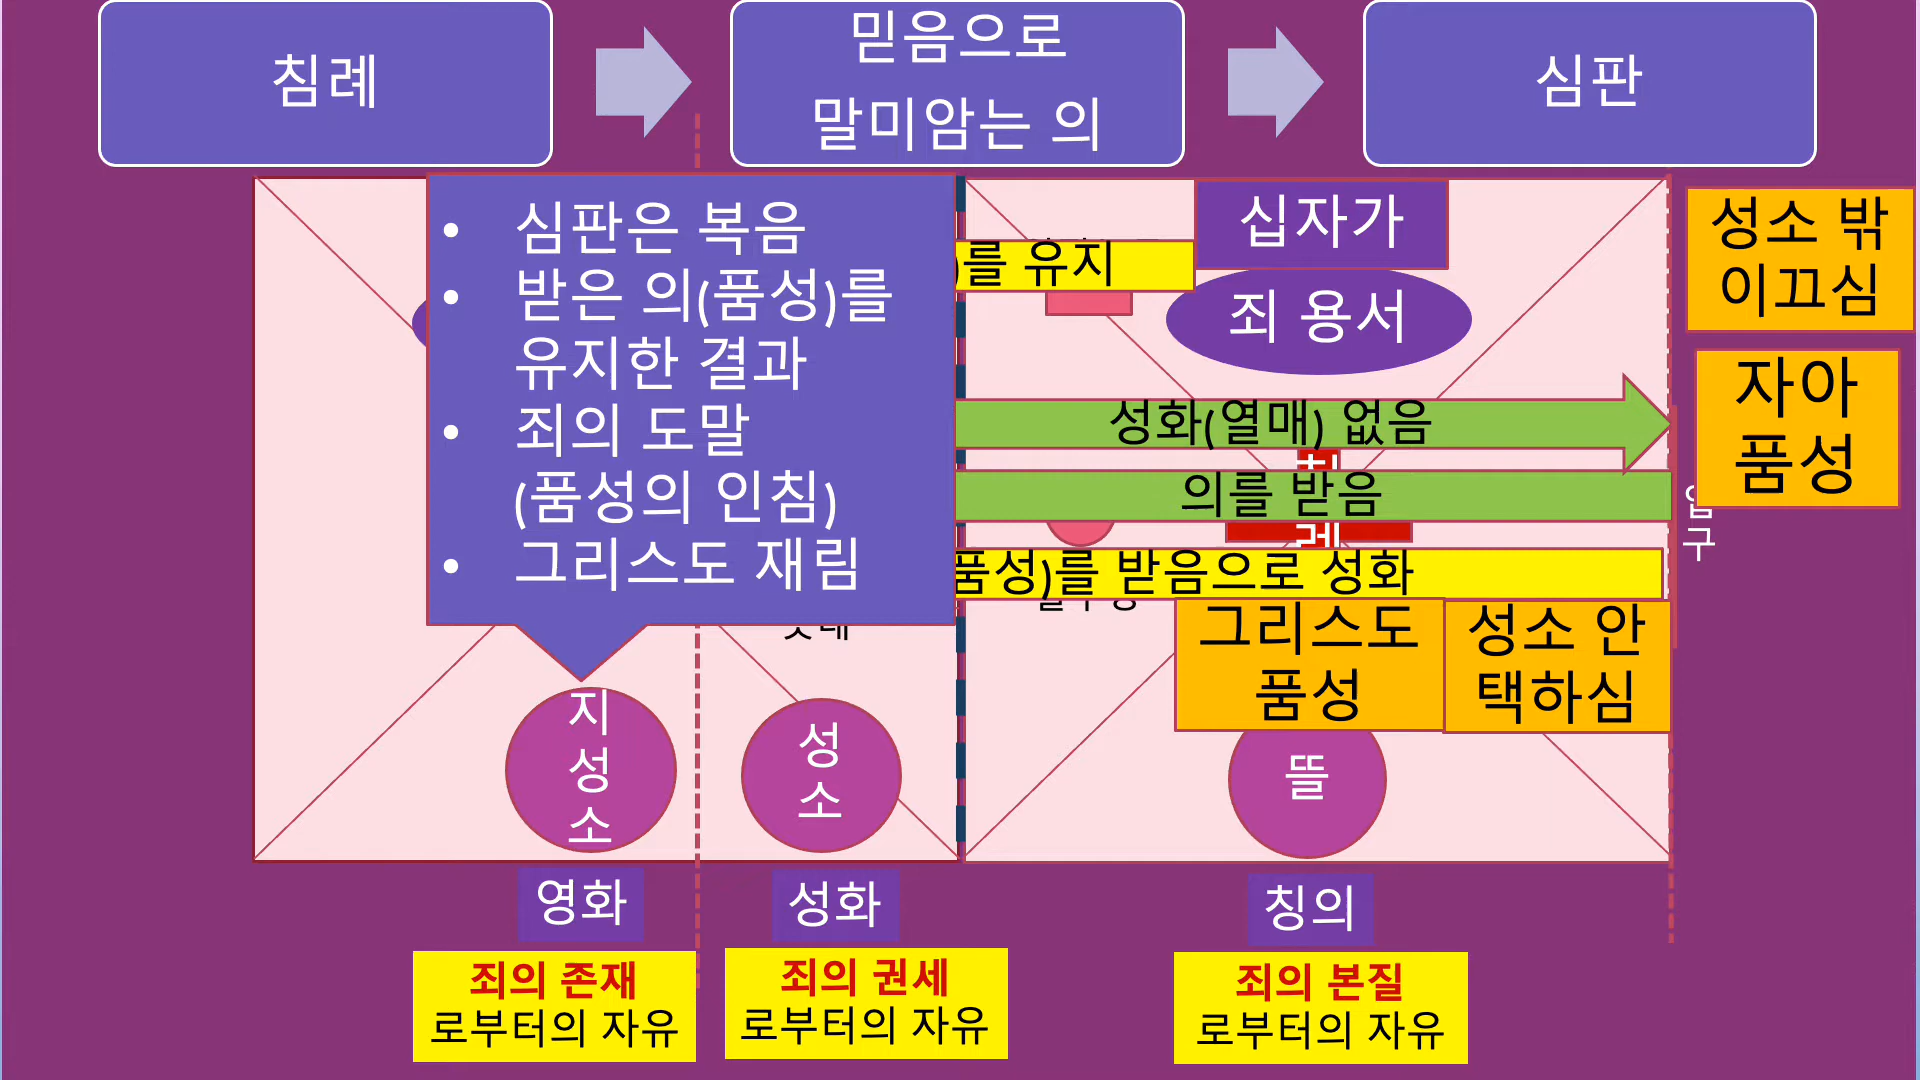 침례
믿음으로
말미암는 의
심판
• 심판은 복음
• 받은 의(품성)를
유지한 결과
• 죄의 도말
(품성의 인침)
• 그리스도 재림
)를 유지
십자가
죄 용서
성화(열매) 없음
의를 받음
품성)를 받음으로 성화
그리스도
품성
성소 안
택하심
성소 밖
이끄심
자아
품성
입
구
지
성
소
성
소
뜰
영화
성화
칭의
죄의 존재
로부터의 자유
죄의 권세
로부터의 자유
죄의 본질
로부터의 자유